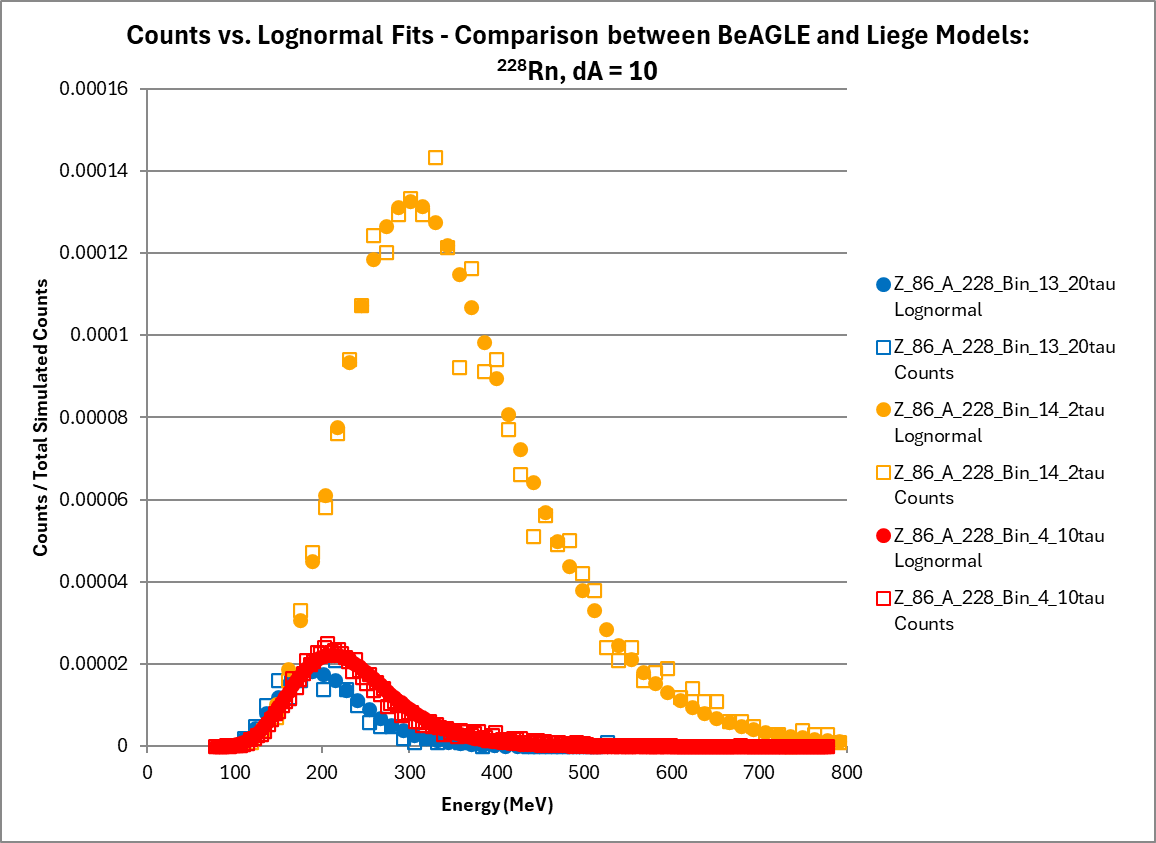 Counts vs. Lognormal Fits - Comparison between BeAGLE and Liege Models:
²²⁸Rn, dA = 10
0.00016
0.00014
0.00012
0.0001
0.00008
0.00006
0.00004
0.00002
0
Counts / Total Simulated Counts
0 100 200 300 400 500 600 700 800
Energy (MeV)
Z_86_A_228_Bin_13_20tau
Lognormal
Z_86_A_228_Bin_13_20tau
Counts
Z_86_A_228_Bin_14_2tau
Lognormal
Z_86_A_228_Bin_14_2tau
Counts
Z_86_A_228_Bin_4_10tau
Lognormal
Z_86_A_228_Bin_4_10tau
Counts